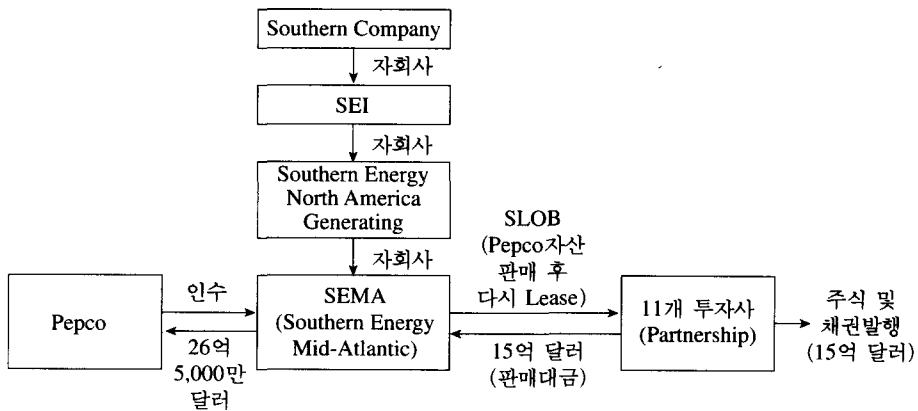 Southern Company
자회사
SEI
자회사
Southern Energy
North America
Generating
자회사
SLOB
(Pepco자산
판매 후
다시 Lease)
Pepco
인수
26억
5,000만
달러
SEMA
(Southern Energy
Mid-Atlantic)
15억 달러
(판매대금)
11개 투자사
(Partnership)
주식 및
채권발행
(15억 달러)